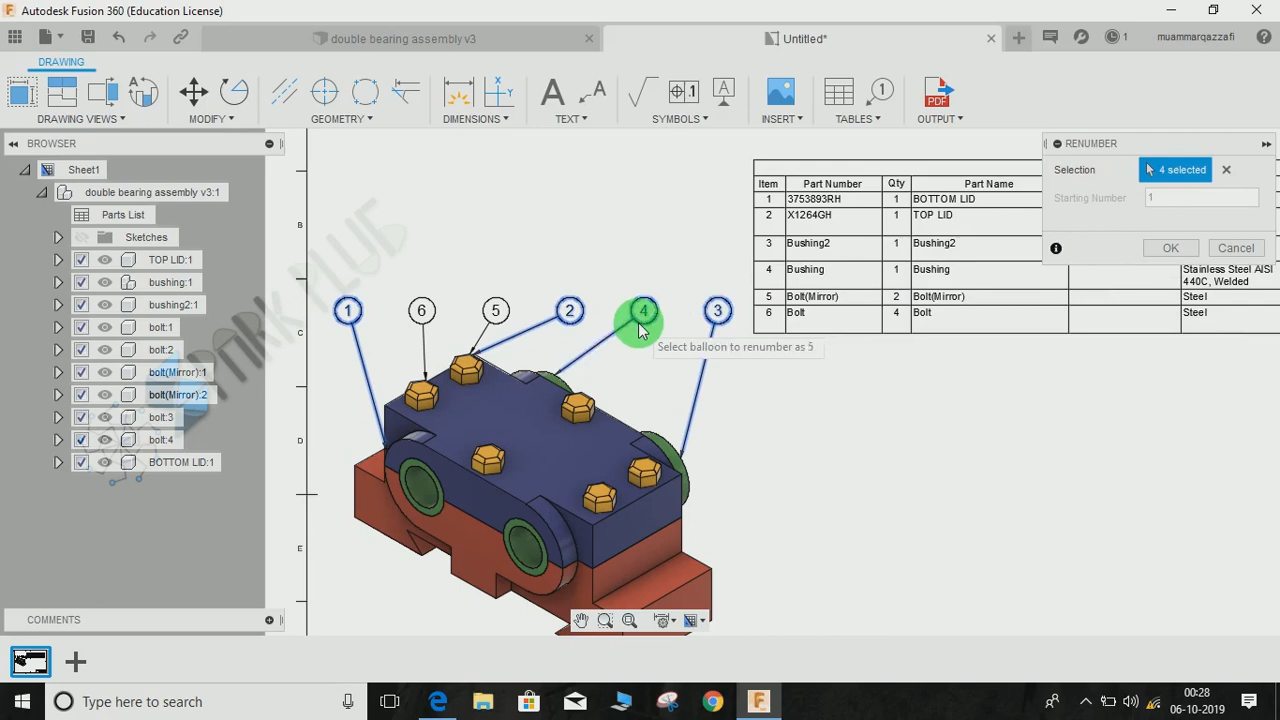 Autodesk Fusion 360 (Education License)
double bearing assembly v3
Untitled*
1
muammarqazzafi
DRAWING
DRAWING VIEWS
MODIFY
GEOMETRY
DIMENSIONS
TEXT
SYMBOLS
INSERT
TABLES
OUTPUT
BROWSER
Sheet1
double bearing assembly v3:1
Parts List
Sketches
TOP LID:1
bushing:1
bushing2:1
bolt:1
bolt:2
bolt(Mirror):1
bolt(Mirror):2
bolt:3
bolt:4
BOTTOM LID:1
PARK PLUS
B
C
D
E
1
6
5
2
4
3
Select balloon to renumber as 5
Item Part Number Qty Part Name
1 3753893RH 1 BOTTOM LID
2 X1264GH 1 TOP LID
3 Bushing2 1 Bushing2
4 Bushing 1 Bushing Stainless Steel AISI
440C, Welded
5 Bolt(Mirror) 2 Bolt(Mirror) Steel
6 Bolt 4 Bolt Steel
RENUMBER
Selection 4 selected
Starting Number 1
OK Cancel
COMMENTS
Type here to search
00:28
06-10-2019